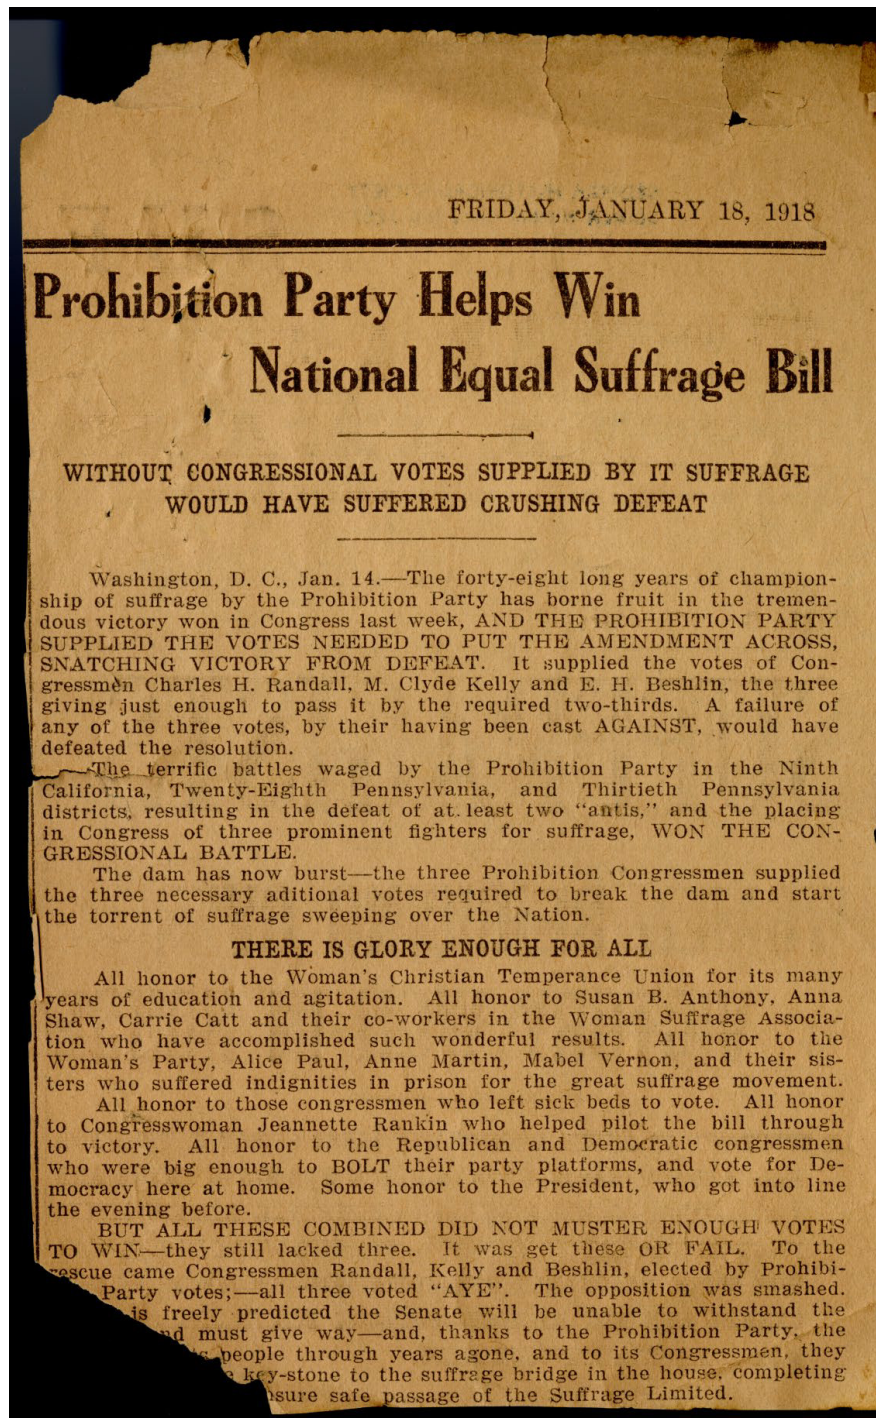 FRIDAY, JANUARY 18, 1918
Prohibition Party Helps Win
National Equal Suffrage Bill
WITHOUT CONGRESSIONAL VOTES SUPPLIED BY IT SUFFRAGE
WOULD HAVE SUFFERED CRUSHING DEFEAT
Washington, D. C., Jan. 14.—The forty-eight long years of champion-
ship of suffrage by the Prohibition Party has borne fruit in the tremen-
dous victory won in Congress last week, AND THE PROHIBITION PARTY
SUPPLIED THE VOTES NEEDED TO PUT THE AMENDMENT ACROSS,
SNATCHING VICTORY FROM DEFEAT. It supplied the votes of Con-
gressmen Charles H. Randall, M. Clyde Kelly and E. H. Beshlin, the three
giving just enough to pass it by the required two-thirds. A failure of
any of the three votes, by their having been cast AGAINST, would have
defeated the resolution.
The terrific battles waged by the Prohibition Party in the Ninth
California, Twenty-Eighth Pennsylvania, and Thirtieth Pennsylvania
districts, resulting in the defeat of at least two "antis," and the placing
in Congress of three prominent fighters for suffrage, WON THE CON-
GRESSIONAL BATTLE.
The dam has now burst—the three Prohibition Congressmen supplied
the three necessary aditional votes required to break the dam and start
the torrent of suffrage sweeping over the Nation.
THERE IS GLORY ENOUGH FOR ALL
All honor to the Woman's Christian Temperance Union for its many
years of education and agitation. All honor to Susan B. Anthony, Anna
Shaw, Carrie Catt and their co-workers in the Woman Suffrage Associa-
tion who have accomplished such wonderful results. All honor to the
Woman's Party, Alice Paul, Anne Martin, Mabel Vernon, and their sis-
ters who suffered indignities in prison for the great suffrage movement.
All honor to those congressmen who left sick beds to vote. All honor
to Congresswoman Jeannette Rankin who helped pilot the bill through
to victory. All honor to the Republican and Democratic congressmen
who were big enough to BOLT their party platforms, and vote for De-
mocracy here at home. Some honor to the President, who got into line
the evening before.
BUT ALL THESE COMBINED DID NOT MUSTER ENOUGH VOTES
TO WIN—they still lacked three. It was get these OR FAIL. To the
rescue came Congressmen Randall, Kelly and Beshlin, elected by Prohibi-
Party votes;—all three voted "AYE". The opposition was smashed.
is freely predicted the Senate will be unable to withstand the
must give way—and, thanks to the Prohibition Party, the
people through years agone, and to its Congressmen, they
key-stone to the suffrage bridge in the house, completing
safe passage of the Suffrage Limited.